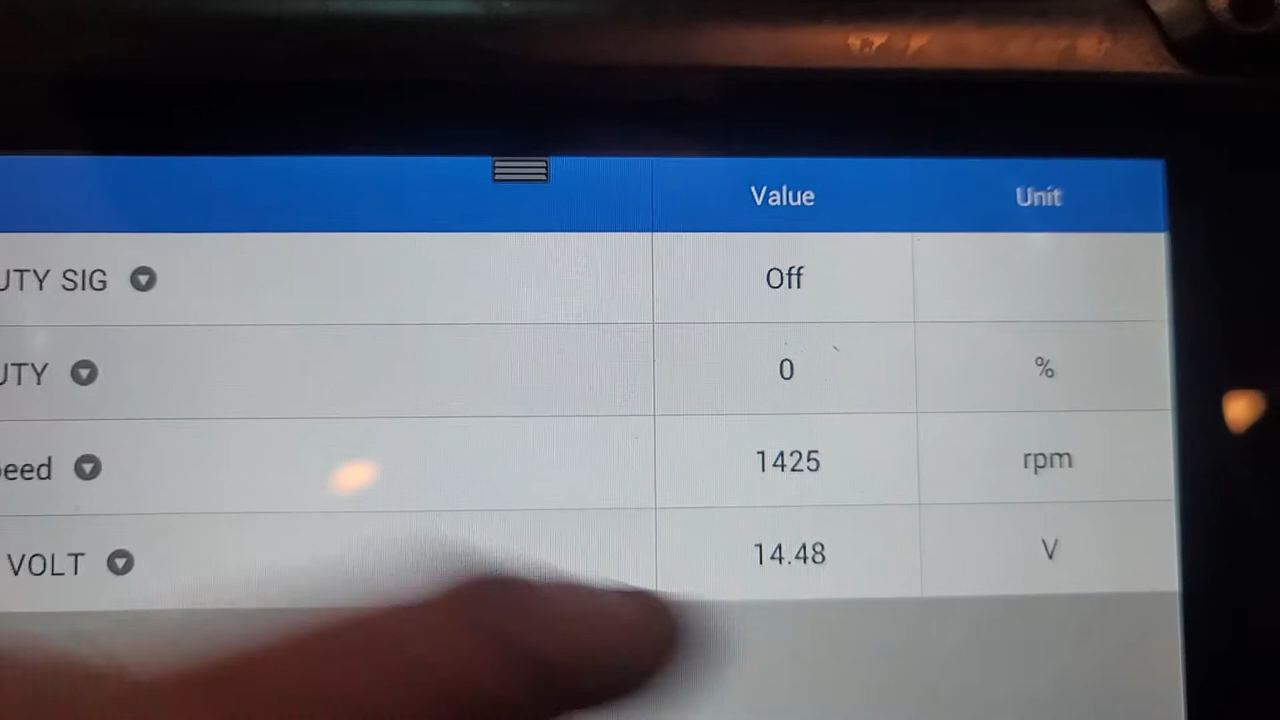 Value Unit
UTY SIG Off
UTY 0 %
eed 1425 rpm
VOLT 14.48 V